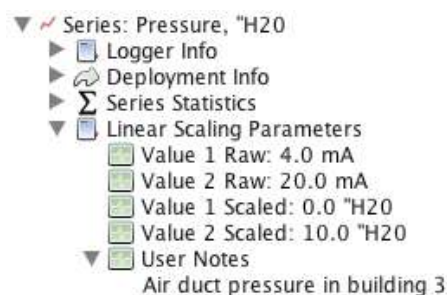 Series: Pressure, "H20
Logger Info
Deployment Info
Series Statistics
Linear Scaling Parameters
Value 1 Raw: 4.0 mA
Value 2 Raw: 20.0 mA
Value 1 Scaled: 0.0 "H20
Value 2 Scaled: 10.0 "H20
User Notes
Air duct pressure in building 3